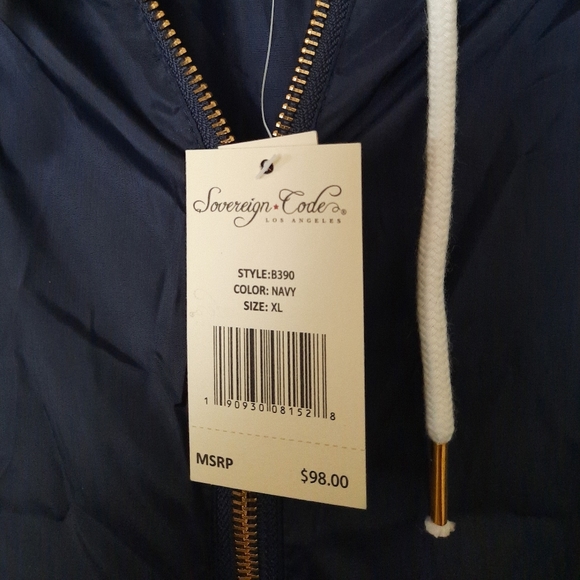 Sovereign ★ Code®
LOS ANGELES
STYLE:B390
COLOR: NAVY
SIZE: XL
1 90930 08152 8
MSRP
$98.00